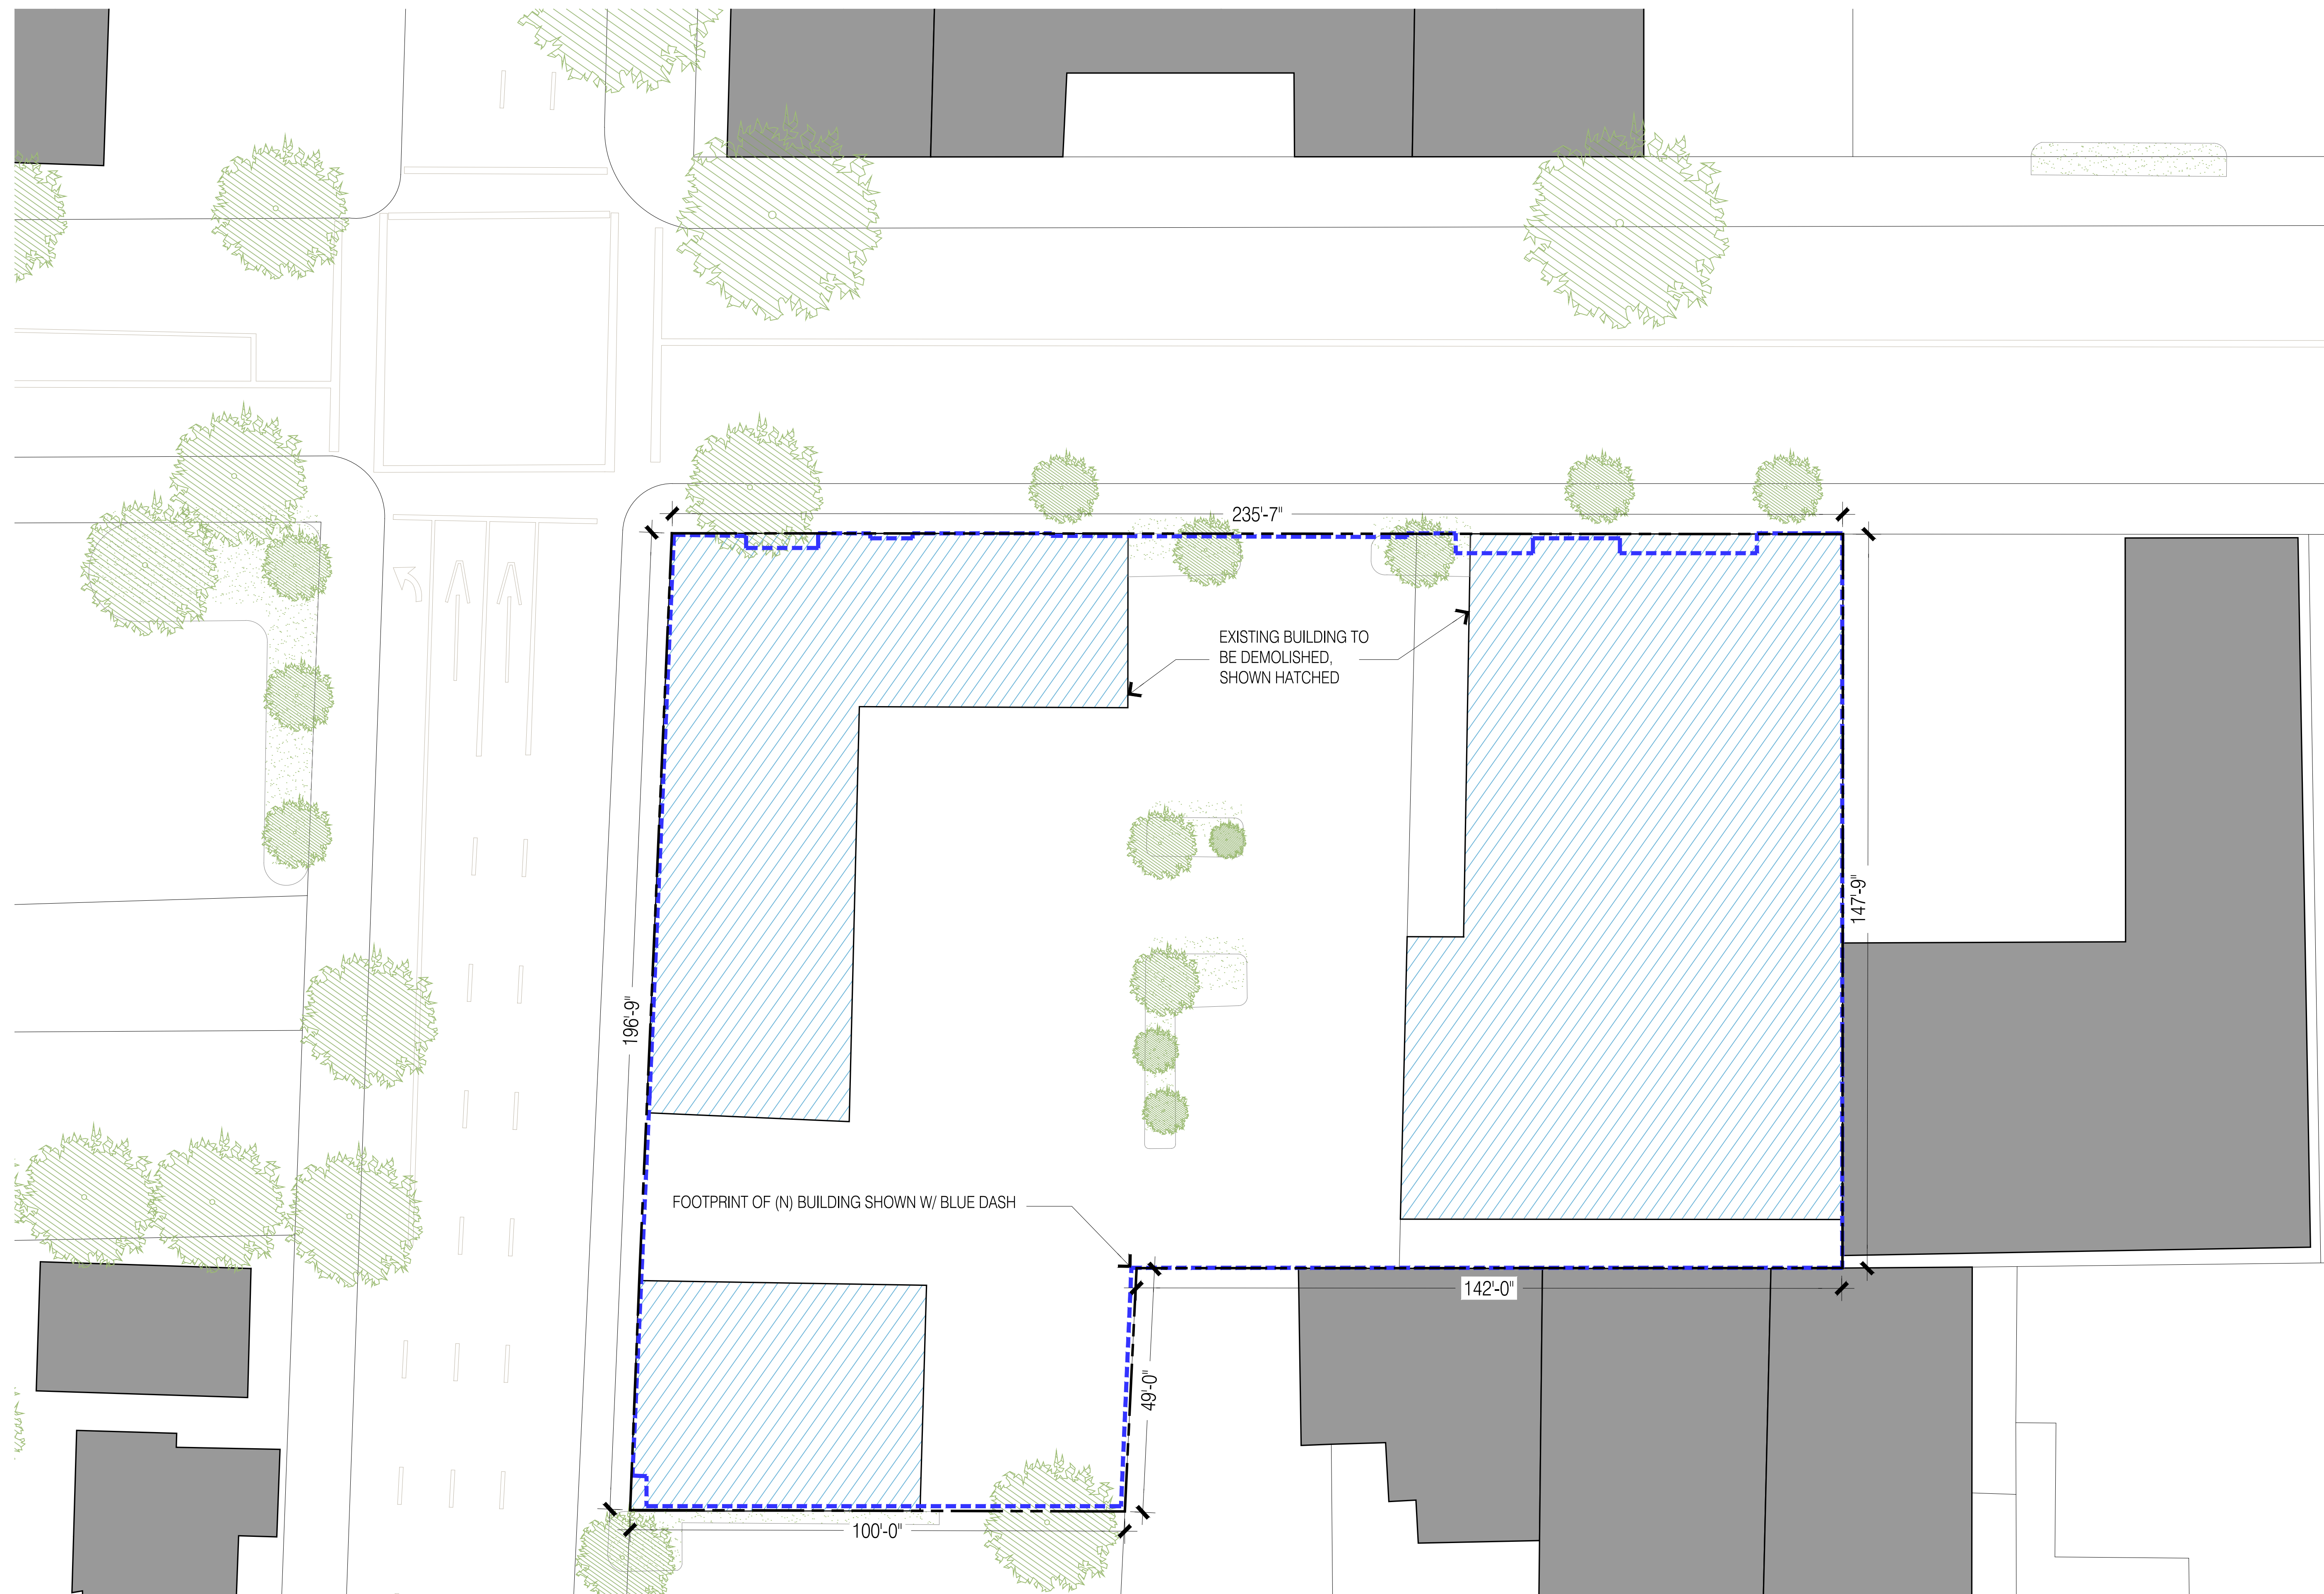 235'-7"
EXISTING BUILDING TO
BE DEMOLISHED,
SHOWN HATCHED
147'-9"
196'-9"
FOOTPRINT OF (N) BUILDING SHOWN W/ BLUE DASH
142'-0"
49'-0"
100'-0"